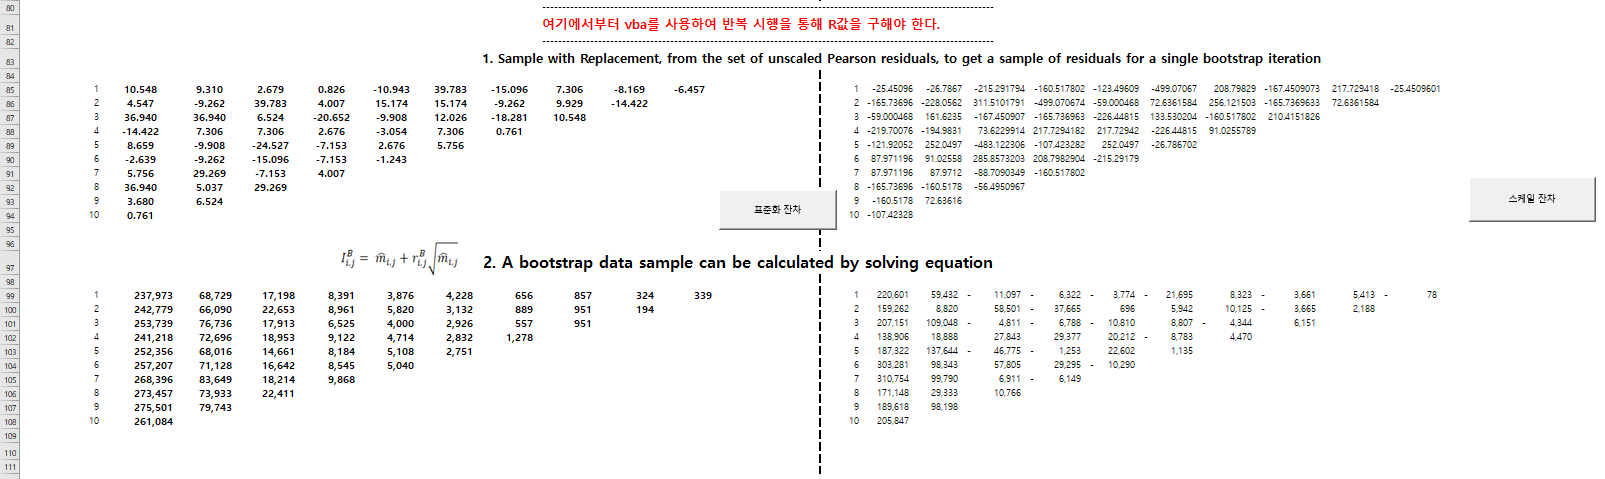 80
81 여기에서부터 vba를 사용하여 반복 시행을 통해 R값을 구해야 한다.
82
83 1. Sample with Replacement, from the set of unscaled Pearson residuals, to get a sample of residuals for a single bootstrap iteration
84
85 1 10.548 9.310 2.679 0.826 -10.943 39.783 -15.096 7.306 -8.169 -6.457 1 -25.45096 -26.7867 -215.291794 -160.517802 -123.49609 -499.07067 208.79829 -167.4509073 217.729418 -25.4509601
86 2 4.547 -9.262 39.783 4.007 15.174 15.174 -9.262 9.929 -14.422 2 -165.73696 -228.0562 311.5101791 -499.070674 -59.000468 72.6361584 256.121503 -165.7369633 72.6361584
87 3 36.940 36.940 6.524 -20.652 -9.908 12.026 -18.281 10.548 3 -59.000468 161.6235 -167.450907 -165.736963 -226.44815 133.530204 -160.517802 210.4151826
88 4 -14.422 7.306 7.306 2.676 -3.054 7.306 0.761 4 -219.70076 -194.9831 73.6229914 217.7294182 217.72942 -226.44815 91.0255789
89 5 8.659 -9.908 -24.527 -7.153 2.676 5.756 5 -121.92052 252.0497 -483.122306 -107.423282 252.0497 -26.786702
90 6 -2.639 -9.262 -15.096 -7.153 -1.243 6 87.971196 91.02558 285.8573203 208.7982904 -215.29179
91 7 5.756 29.269 -7.153 4.007 7 87.971196 87.9712 -88.7090349 -160.517802
92 8 36.940 5.037 29.269 8 -165.73696 -160.5178 -56.4950967
93 9 3.680 6.524 표준화 잔차 9 -160.5178 72.63616 스케일 잔차
94 10 0.761 10 -107.42328
95
96
97 I^B_{i,j} = m̂_{i,j} + r^B_{i,j}√m̂_{i,j} 2. A bootstrap data sample can be calculated by solving equation
98
99 1 237,973 68,729 17,198 8,391 3,876 4,228 656 857 324 339 1 220,601 59,432 - 11,097 - 6,322 - 3,774 - 21,695 8,323 - 3,661 5,413 - 78
100 2 242,779 66,090 22,653 8,961 5,820 3,132 889 951 194 2 159,262 8,820 58,501 - 37,665 696 5,942 10,125 - 3,665 2,188
101 3 253,739 76,736 17,913 6,525 4,000 2,926 557 951 3 207,151 109,048 - 4,811 - 6,788 - 10,810 8,807 - 4,344 6,151
102 4 241,218 72,696 18,953 9,122 4,714 2,832 1,278 4 138,906 18,888 27,843 29,377 20,212 - 8,783 4,470
103 5 252,356 68,016 14,661 8,184 5,108 2,751 5 187,322 137,644 - 46,775 - 1,253 22,602 1,135
104 6 257,207 71,128 16,642 8,545 5,040 6 303,281 98,343 57,805 29,295 - 10,290
105 7 268,396 83,649 18,214 9,868 7 310,754 99,790 6,911 - 6,149
106 8 273,457 73,933 22,411 8 171,148 29,333 10,766
107 9 275,501 79,743 9 189,618 98,198
108 10 261,084 10 205,847
109
110
111